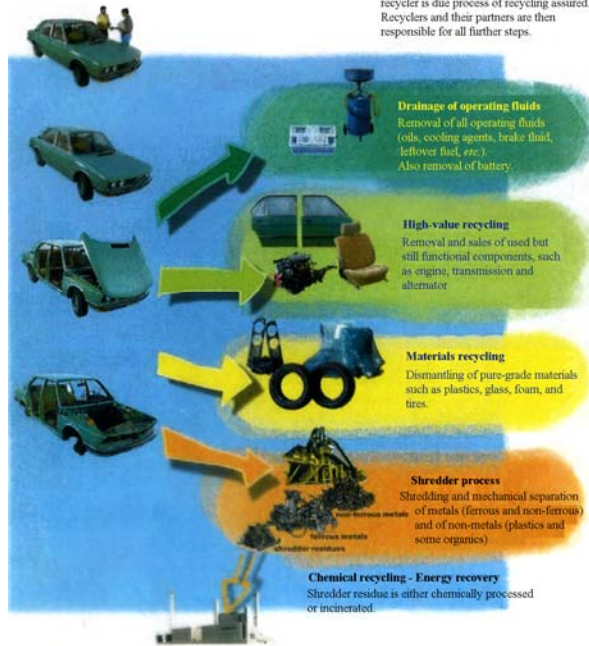 recycler is due process of recycling assured.
Recyclers and their partners are then
responsible for all further steps.
Drainage of operating fluids
Removal of all operating fluids
(oils, cooling agents, brake fluid,
leftover fuel, etc.).
Also removal of battery.
High-value recycling
Removal and sales of used but
still functional components, such
as engine, transmission and
alternator
Materials recycling
Dismantling of pure-grade materials
such as plastics, glass, foam, and
tires.
Shredder process
Shredding and mechanical separation
of metals (ferrous and non-ferrous)
and of non-metals (plastics and
some organics)
non-ferrous metals
ferrous metals
shredder residues
Chemical recycling - Energy recovery
Shredder residue is either chemically processed
or incinerated.